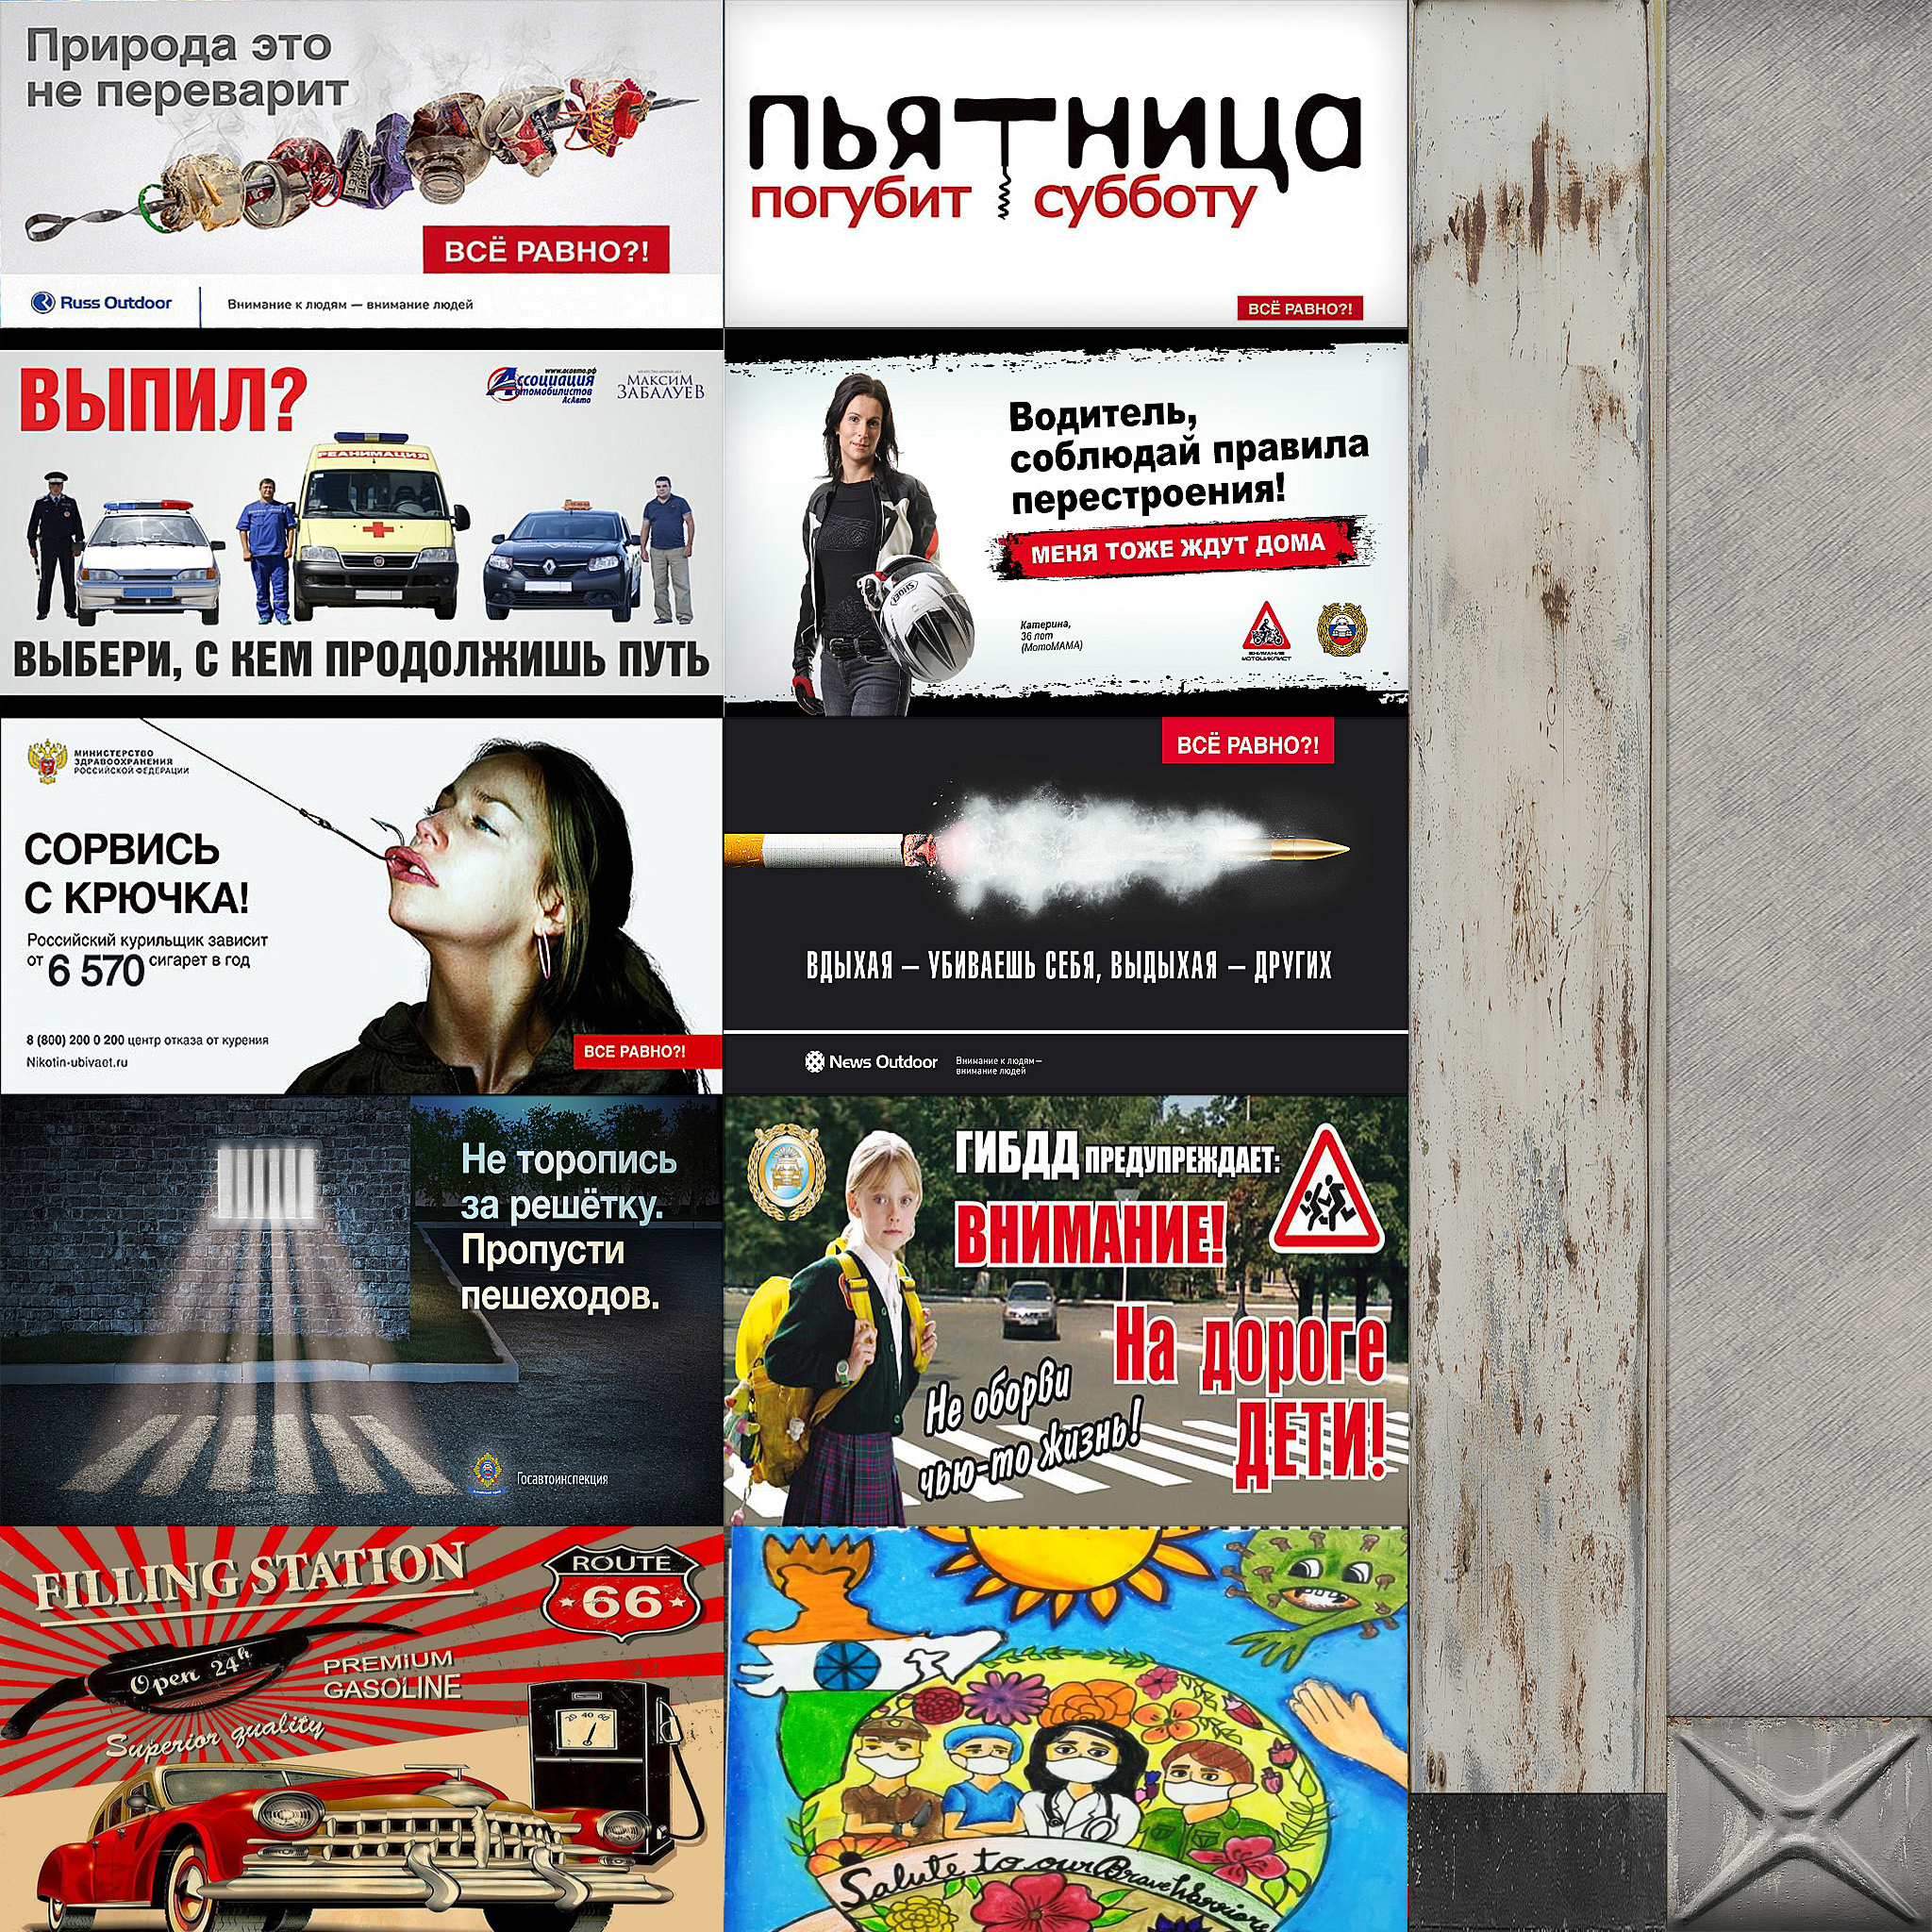 Природа это
не переварит
ВСЁ РАВНО?!
Russ Outdoor
Внимание к людям — внимание людей
пьяТница
погубит субботу
ВСЁ РАВНО?!
ВЫПИЛ?
www.асавто.рф
Ассоциация
автомобилистов
АсАвто
МАКСИМ
ЗАБАЛУЕВ
РЕАНИМАЦИЯ
ВЫБЕРИ, С КЕМ ПРОДОЛЖИШЬ ПУТЬ
Водитель,
соблюдай правила
перестроения!
МЕНЯ ТОЖЕ ЖДУТ ДОМА
SHOEI
Катерина,
36 лет
(МотоМАМА)
ВНИМАНИЕ
МОТОЦИКЛИСТ
МИНИСТЕРСТВО
ЗДРАВООХРАНЕНИЯ
РОССИЙСКОЙ ФЕДЕРАЦИИ
СОРВИСЬ
С КРЮЧКА!
Российский курильщик зависит
от 6 570 сигарет в год
8 (800) 200 0 200 центр отказа от курения
Nikotin-ubivaet.ru
ВСЕ РАВНО?!
ВСЁ РАВНО?!
ВДЫХАЯ — УБИВАЕШЬ СЕБЯ, ВЫДЫХАЯ — ДРУГИХ
News Outdoor
Внимание к людям—
внимание людей
Не торопись
за решётку.
Пропусти
пешеходов.
Госавтоинспекция
ГИБДД ПРЕДУПРЕЖДАЕТ:
ВНИМАНИЕ!
На дороге
ДЕТИ!
Не оборви
чью-то жизнь!
FILLING STATION
ROUTE
66
Open 24h
PREMIUM
GASOLINE
Superior quality
20 40 60
Salute to our Brave Warriors